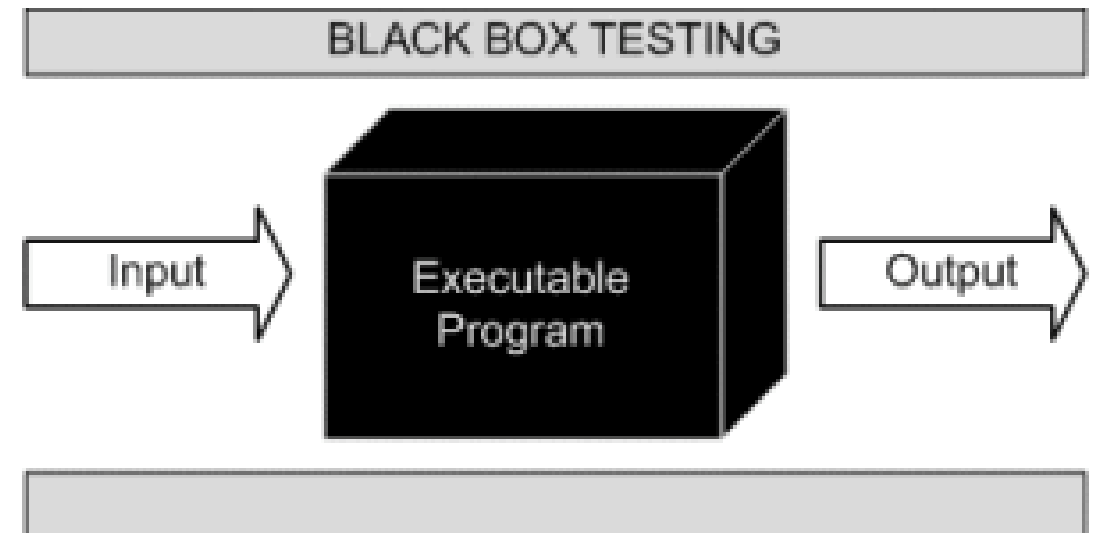 BLACK BOX TESTING
Input
Executable
Program
Output